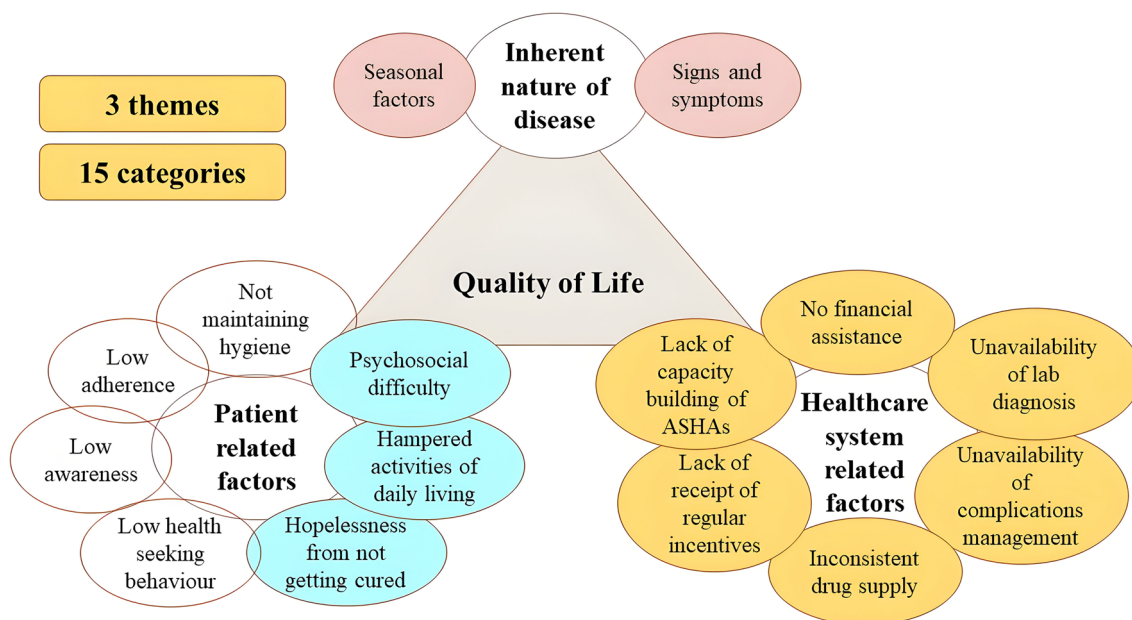 3 themes
15 categories
Seasonal
factors
Inherent
nature of
disease
Signs and
symptoms
Quality of Life
Not
maintaining
hygiene
Low
adherence
Low
awareness
Low health
seeking
behaviour
Patient
related
factors
Psychosocial
difficulty
Hampered
activities of
daily living
Hopelessness
from not
getting cured
No financial
assistance
Lack of
capacity
building of
ASHAs
Unavailability
of lab
diagnosis
Healthcare
system
related
factors
Lack of
receipt of
regular
incentives
Unavailability
of
complications
management
Inconsistent
drug supply